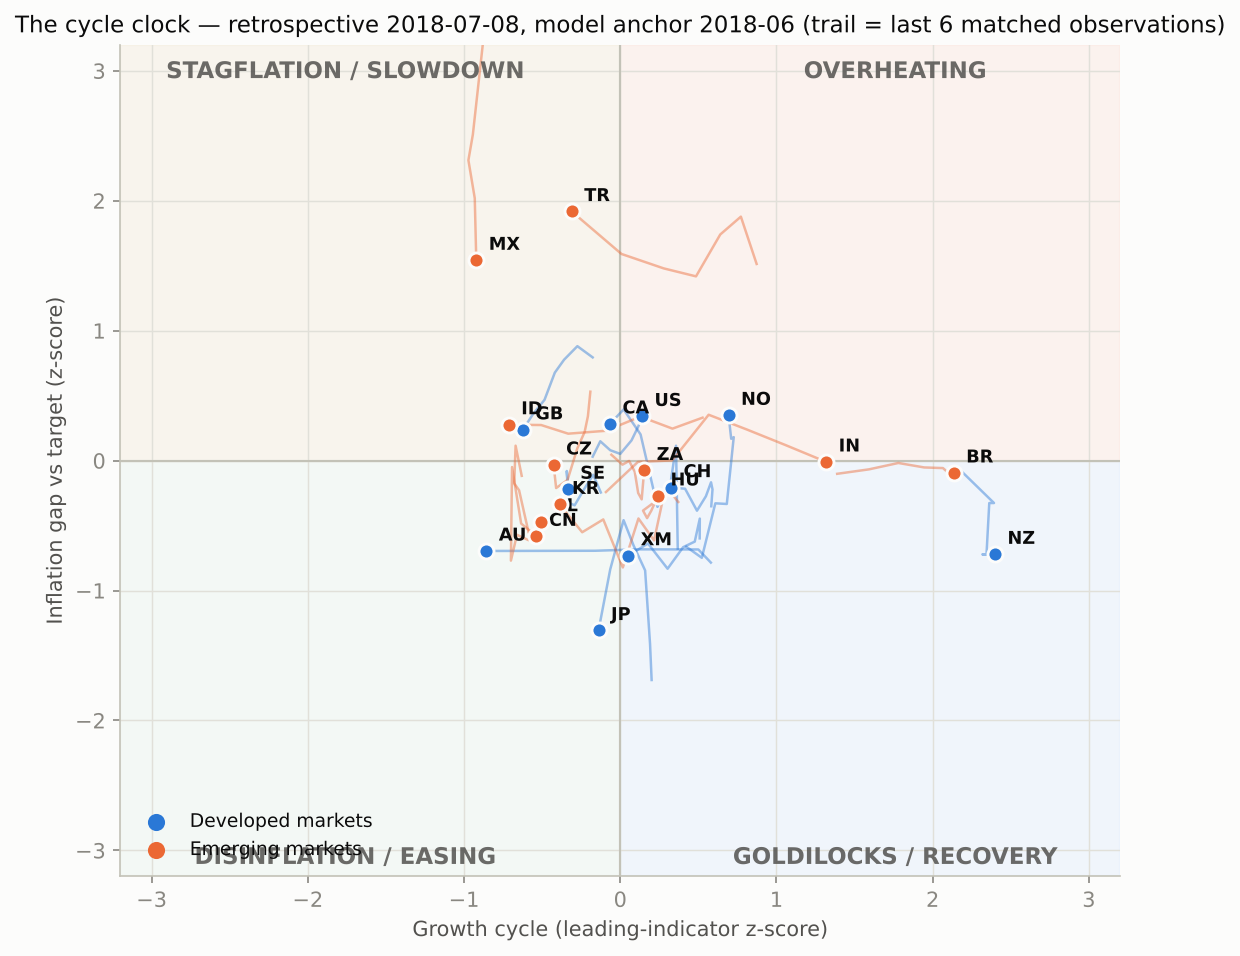 The cycle clock — retrospective 2018-07-08, model anchor 2018-06 (trail = last 6 matched observations)
STAGFLATION / SLOWDOWN
OVERHEATING
TR
MX
ID
GB
CA
US
NO
CZ
ZA
IN
BR
SE
CH
HU
KR
L
CN
AU
XM
NZ
JP
Developed markets
Emerging markets
DISINFLATION / EASING
GOLDILOCKS / RECOVERY
3
2
1
0
−1
−2
−3
−3
−2
−1
0
1
2
3
Inflation gap vs target (z-score)
Growth cycle (leading-indicator z-score)